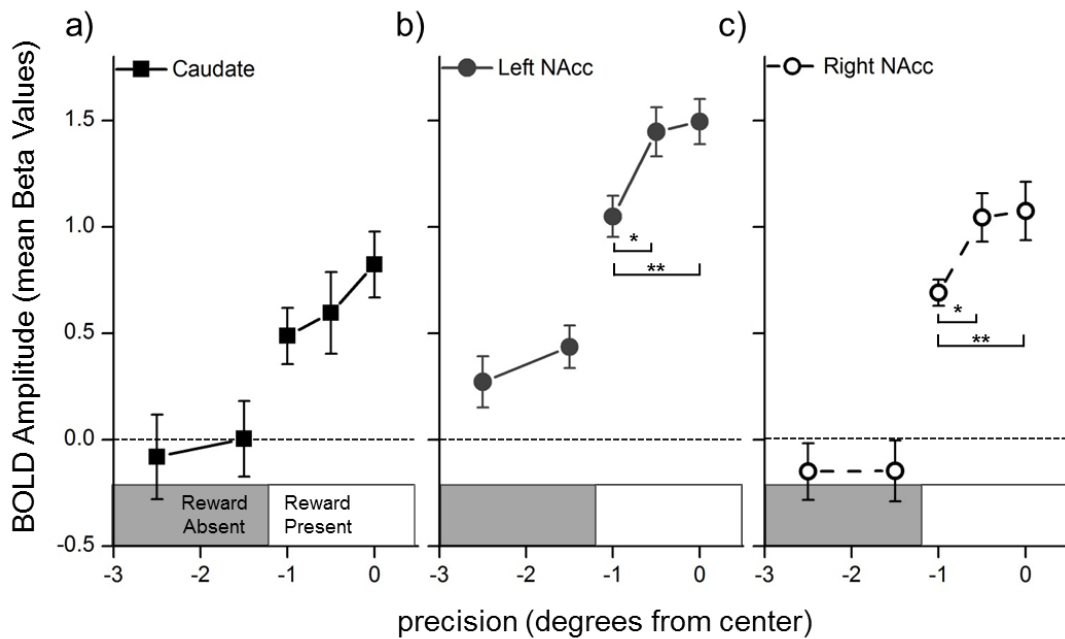 a)
b)
c)
Caudate
Left NAcc
Right NAcc
BOLD Amplitude (mean Beta Values)
1.5
1.0
0.5
0.0
-0.5
*
**
*
**
Reward
Absent
Reward
Present
-3
-2
-1
0
-3
-2
-1
0
-3
-2
-1
0
precision (degrees from center)